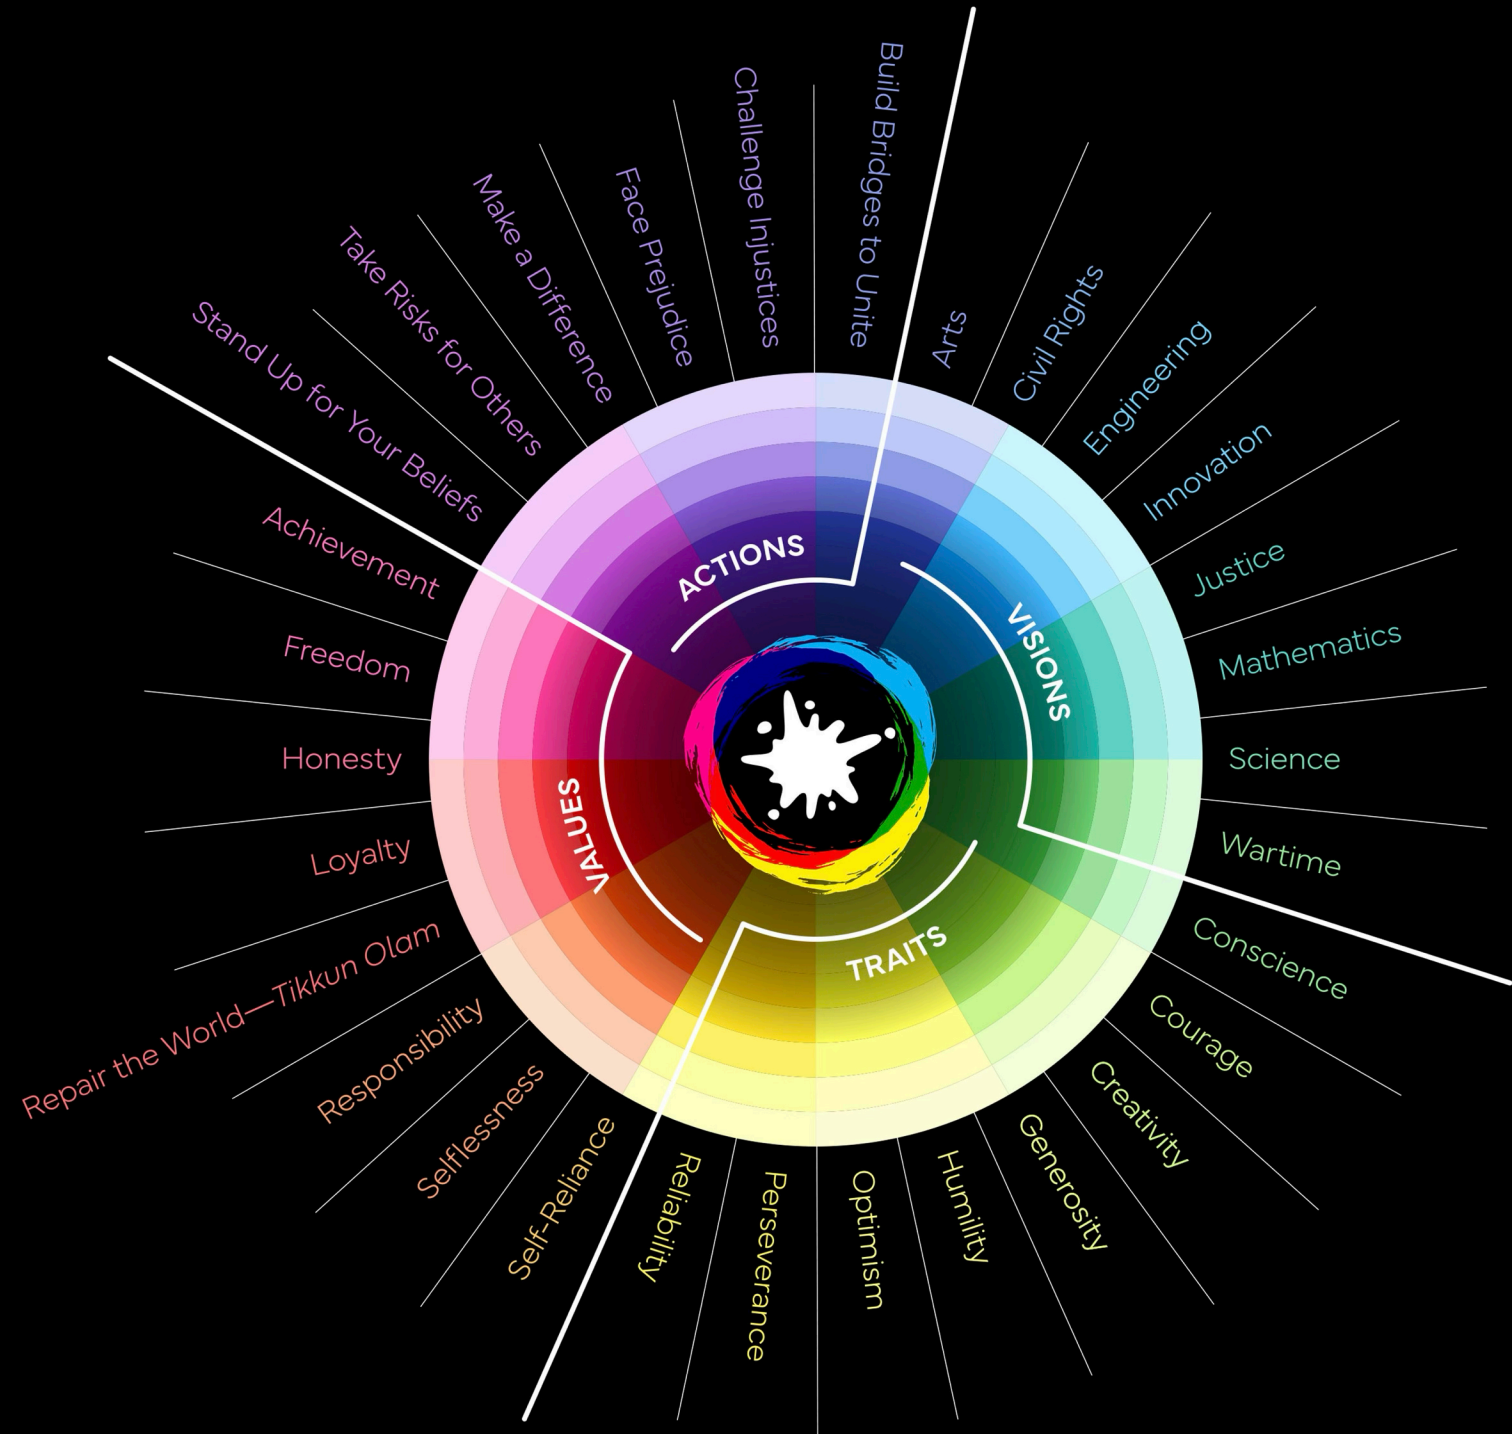 ACTIONS
Stand Up for Your Beliefs
Take Risks for Others
Make a Difference
Face Prejudice
Challenge Injustices
Build Bridges to Unite
VISIONS
Arts
Civil Rights
Engineering
Innovation
Justice
Mathematics
Science
Wartime
TRAITS
Conscience
Courage
Creativity
Generosity
Humility
Optimism
Perseverance
Reliability
VALUES
Self-Reliance
Selflessness
Responsibility
Repair the World—Tikkun Olam
Loyalty
Honesty
Freedom
Achievement